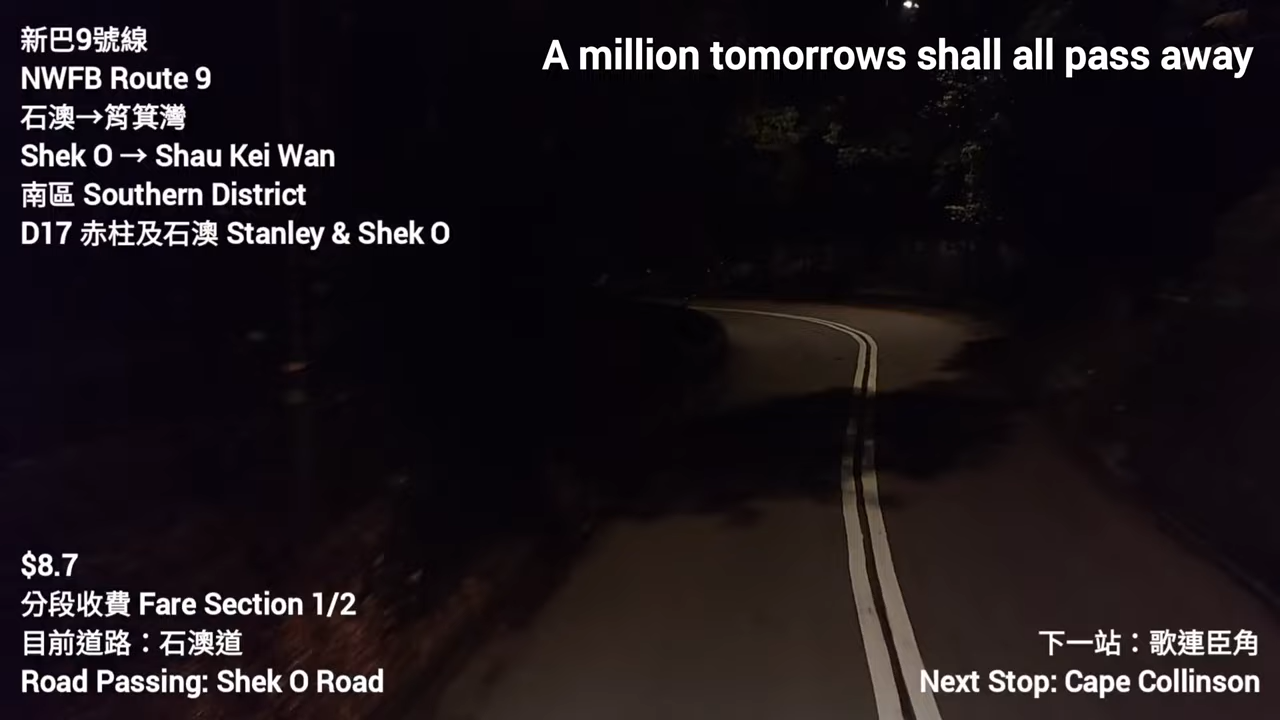 新巴9號線
NWFB Route 9
石澳→筲箕灣
Shek O → Shau Kei Wan
南區 Southern District
D17 赤柱及石澳 Stanley & Shek O
A million tomorrows shall all pass away
$8.7
分段收費 Fare Section 1/2
目前道路：石澳道
Road Passing: Shek O Road
下一站：歌連臣角
Next Stop: Cape Collinson